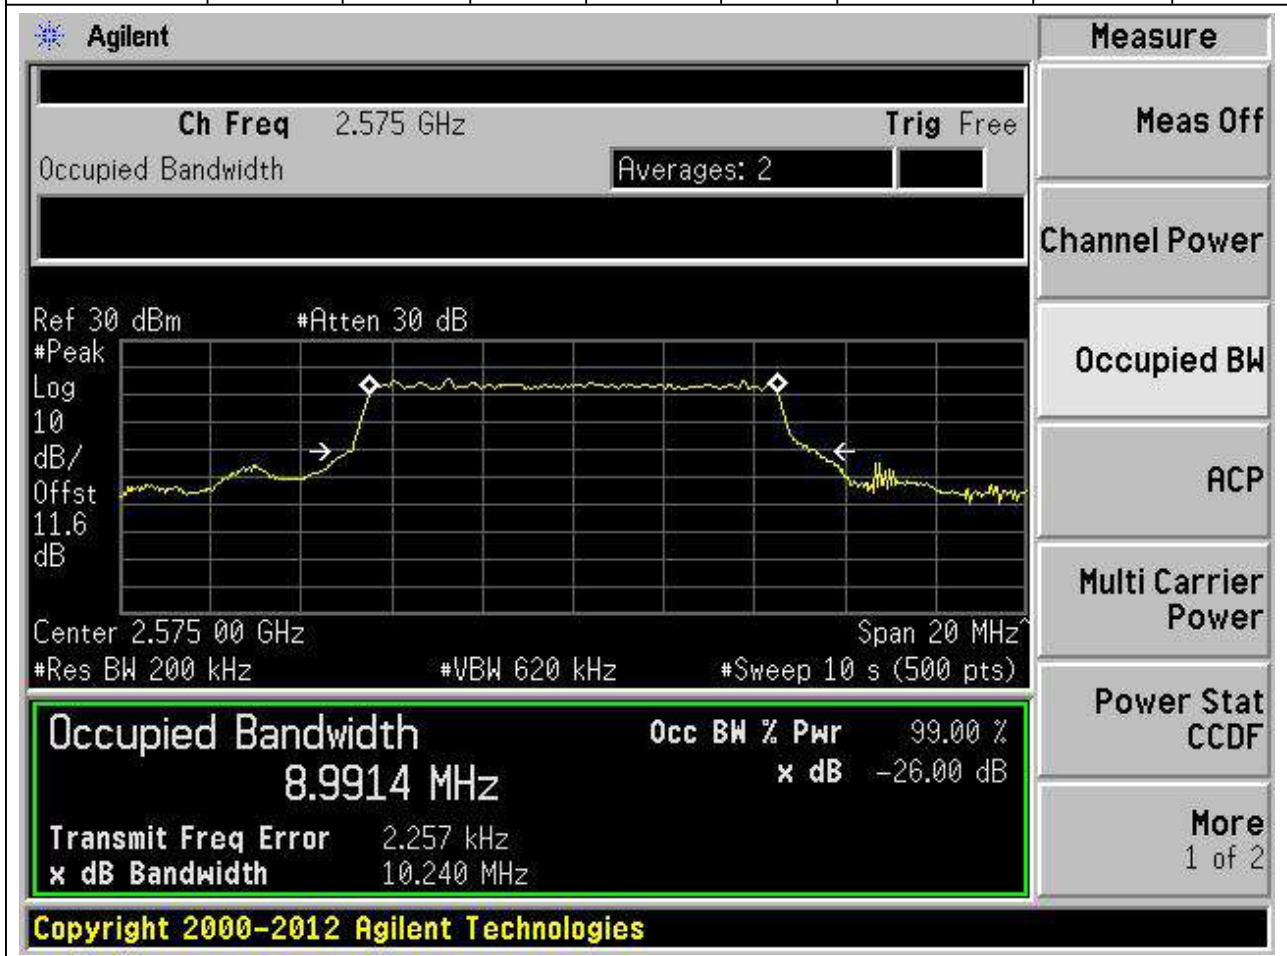 Agilent
Measure
Ch Freq 2.575 GHz Trig Free
Meas Off
Occupied Bandwidth Averages: 2
Channel Power
Ref 30 dBm #Atten 30 dB
#Peak
Log
10
dB/
Offst
11.6
dB
Occupied BW
ACP
Center 2.575 00 GHz Span 20 MHz^
#Res BW 200 kHz #VBW 620 kHz #Sweep 10 s (500 pts)
Multi Carrier
Power
Occupied Bandwidth Occ BW % Pwr 99.00 %
8.9914 MHz x dB -26.00 dB
Power Stat
CCDF
Transmit Freq Error 2.257 kHz
x dB Bandwidth 10.240 MHz
More
1 of 2
Copyright 2000-2012 Agilent Technologies